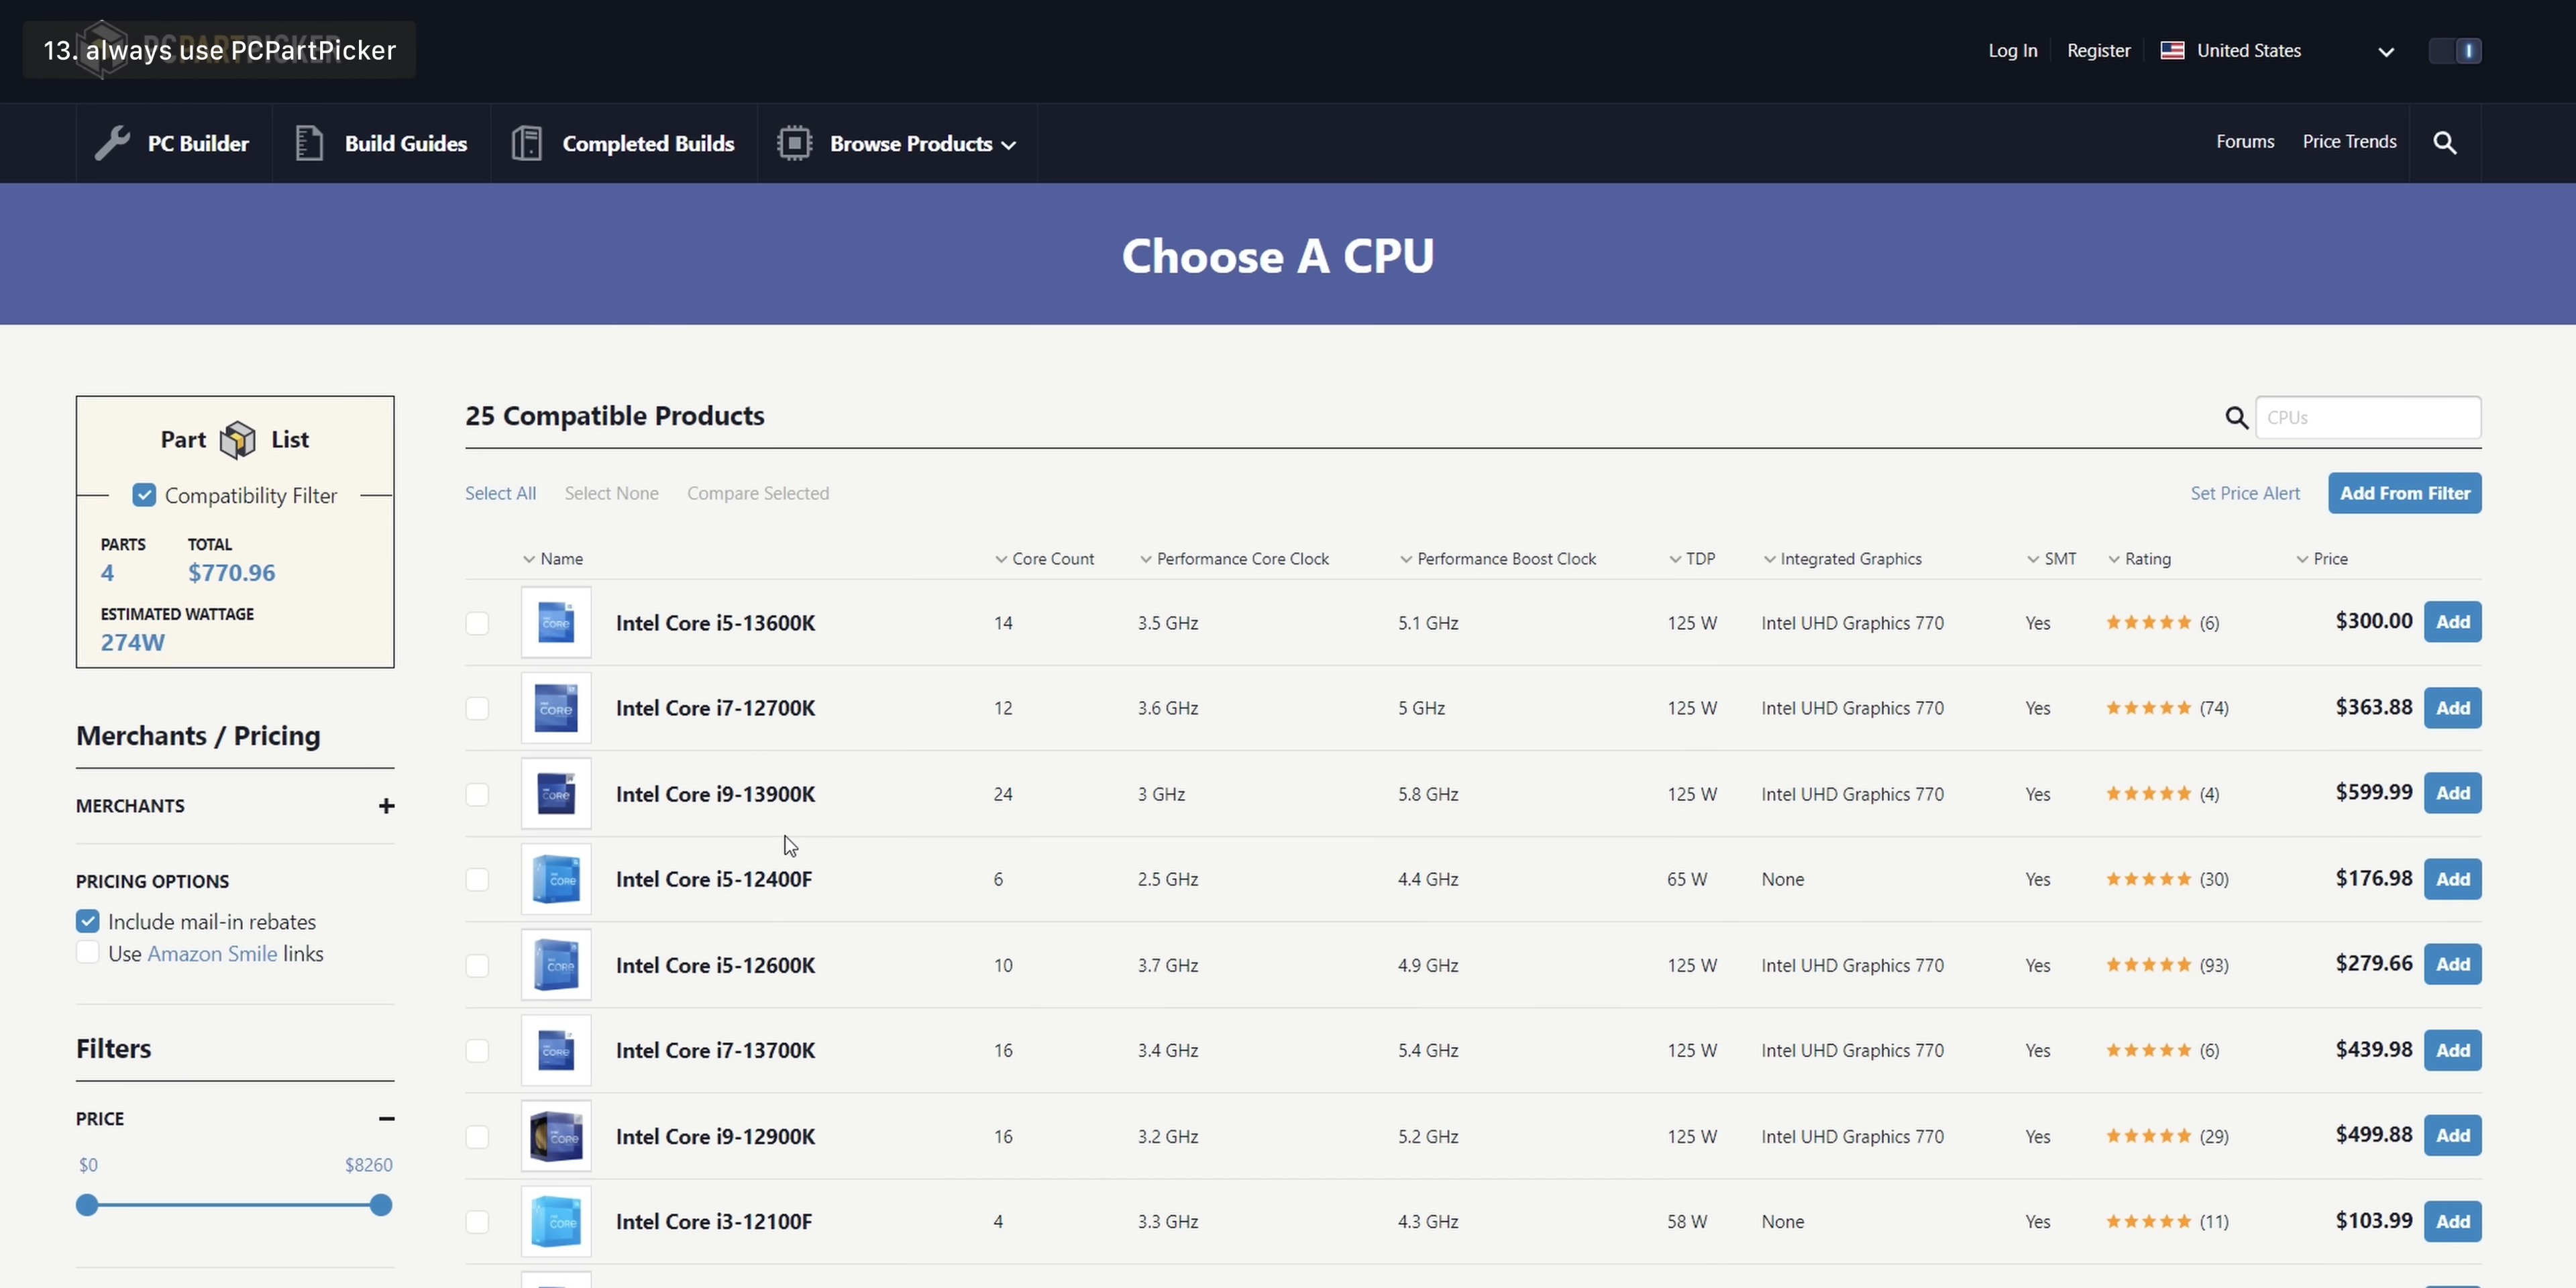 13. always use PCPartPicker
Log In Register United States
PC Builder Build Guides Completed Builds Browse Products Forums Price Trends
Choose A CPU
Part List
Compatibility Filter
PARTS TOTAL
4 $770.96
ESTIMATED WATTAGE
274W
Merchants / Pricing
MERCHANTS +
PRICING OPTIONS
Include mail-in rebates
Use Amazon Smile links
Filters
PRICE
$0 $8260
25 Compatible Products CPUs
Select All Select None Compare Selected Set Price Alert Add From Filter
Name Core Count Performance Core Clock Performance Boost Clock TDP Integrated Graphics SMT Rating Price
Intel Core i5-13600K 14 3.5 GHz 5.1 GHz 125 W Intel UHD Graphics 770 Yes (6) $300.00 Add
Intel Core i7-12700K 12 3.6 GHz 5 GHz 125 W Intel UHD Graphics 770 Yes (74) $363.88 Add
Intel Core i9-13900K 24 3 GHz 5.8 GHz 125 W Intel UHD Graphics 770 Yes (4) $599.99 Add
Intel Core i5-12400F 6 2.5 GHz 4.4 GHz 65 W None Yes (30) $176.98 Add
Intel Core i5-12600K 10 3.7 GHz 4.9 GHz 125 W Intel UHD Graphics 770 Yes (93) $279.66 Add
Intel Core i7-13700K 16 3.4 GHz 5.4 GHz 125 W Intel UHD Graphics 770 Yes (6) $439.98 Add
Intel Core i9-12900K 16 3.2 GHz 5.2 GHz 125 W Intel UHD Graphics 770 Yes (29) $499.88 Add
Intel Core i3-12100F 4 3.3 GHz 4.3 GHz 58 W None Yes (11) $103.99 Add